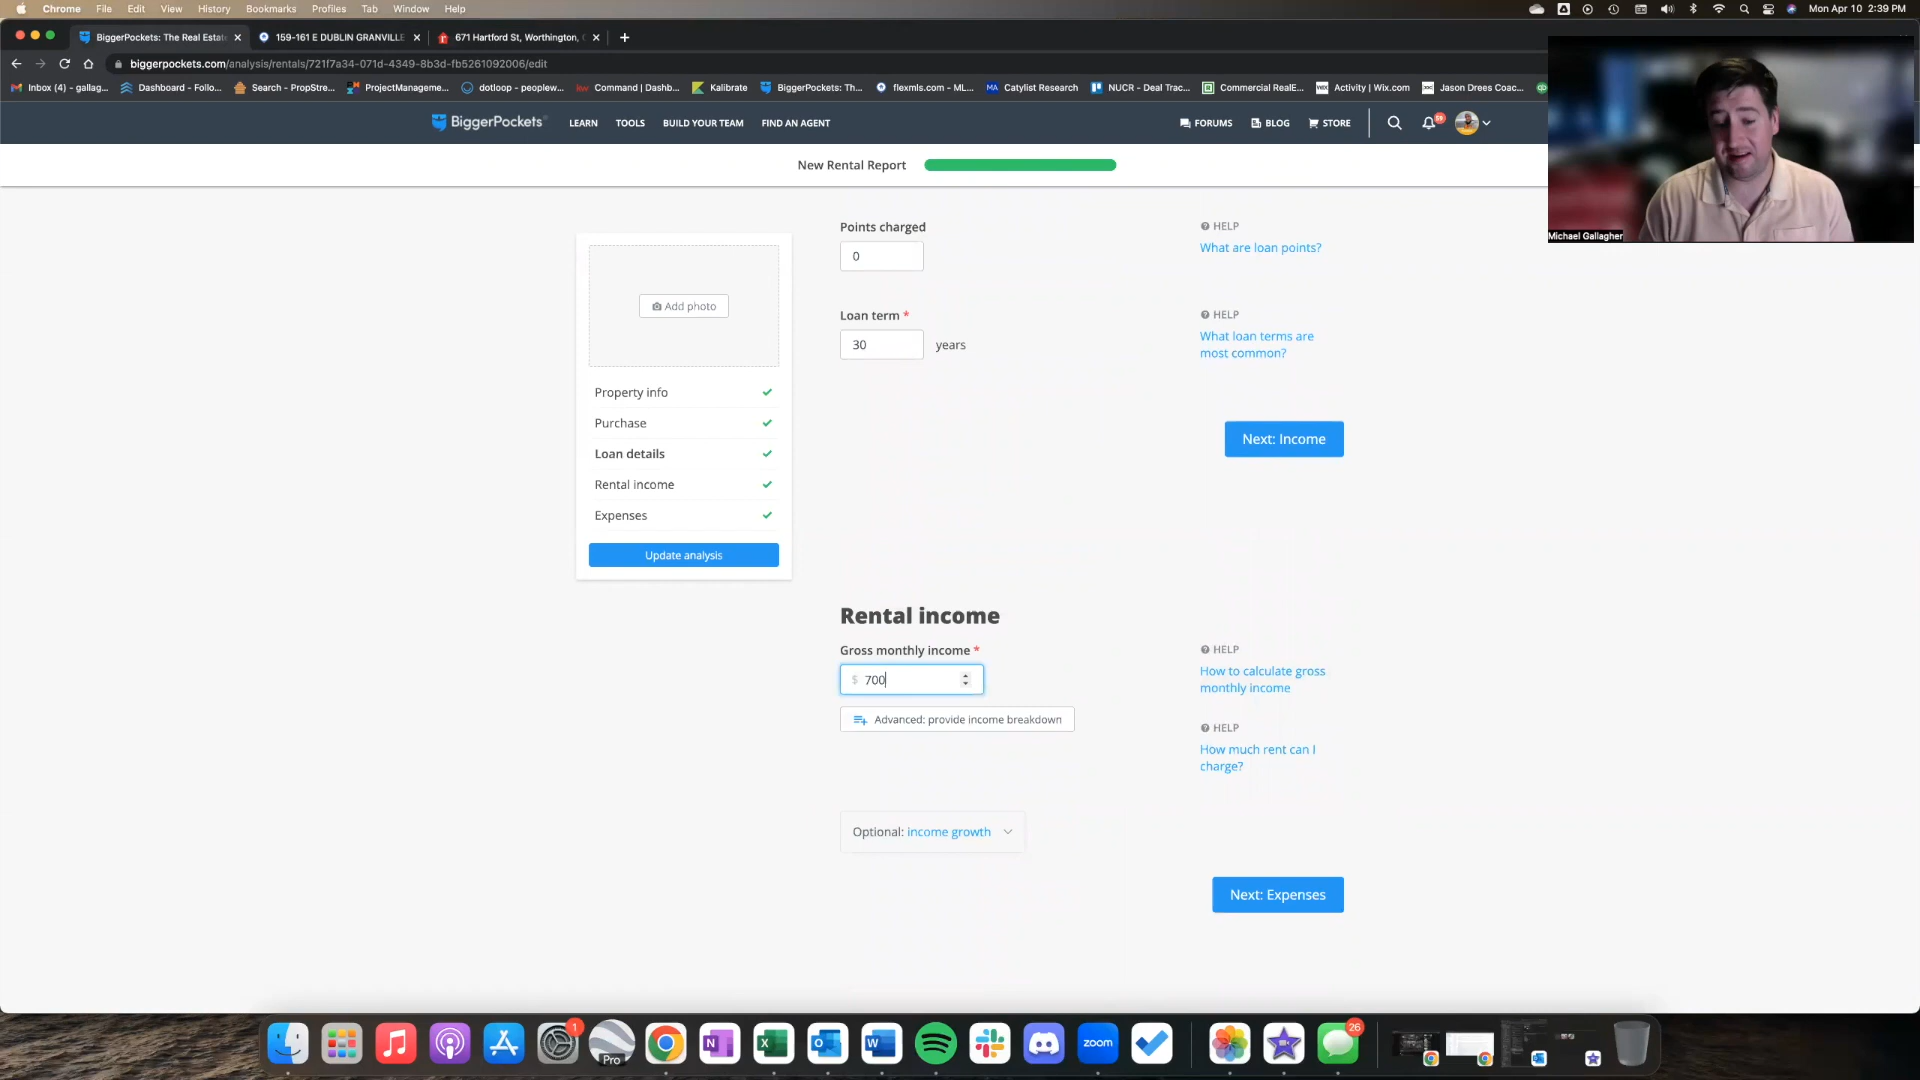 Chrome File Edit View History Bookmarks Profiles Tab Window Help
Mon Apr 10 2:39 PM
BiggerPockets: The Real Estate
159-161 E DUBLIN GRANVILLE
671 Hartford St, Worthington,
biggerpockets.com/analysis/rentals/721f7a34-071d-4349-8b3d-fb5261092006/edit
Inbox (4) - gallag... Dashboard - Follo... Search - PropStre... ProjectManageme... dotloop - peoplew... Command | Dashb... Kalibrate BiggerPockets: Th... flexmls.com - ML... Catylist Research NUCR - Deal Trac... Commercial RealE... Activity | Wix.com Jason Drees Coac...
BiggerPockets LEARN TOOLS BUILD YOUR TEAM FIND AN AGENT FORUMS BLOG STORE
New Rental Report
Michael Gallagher
Points charged
0
HELP
What are loan points?
Add photo
Loan term *
30 years
HELP
What loan terms are
most common?
Property info
Purchase
Loan details
Rental income
Expenses
Update analysis
Next: Income
Rental income
Gross monthly income *
$ 700
Advanced: provide income breakdown
HELP
How to calculate gross
monthly income
HELP
How much rent can I
charge?
Optional: income growth
Next: Expenses
1
Pro
zoom
26